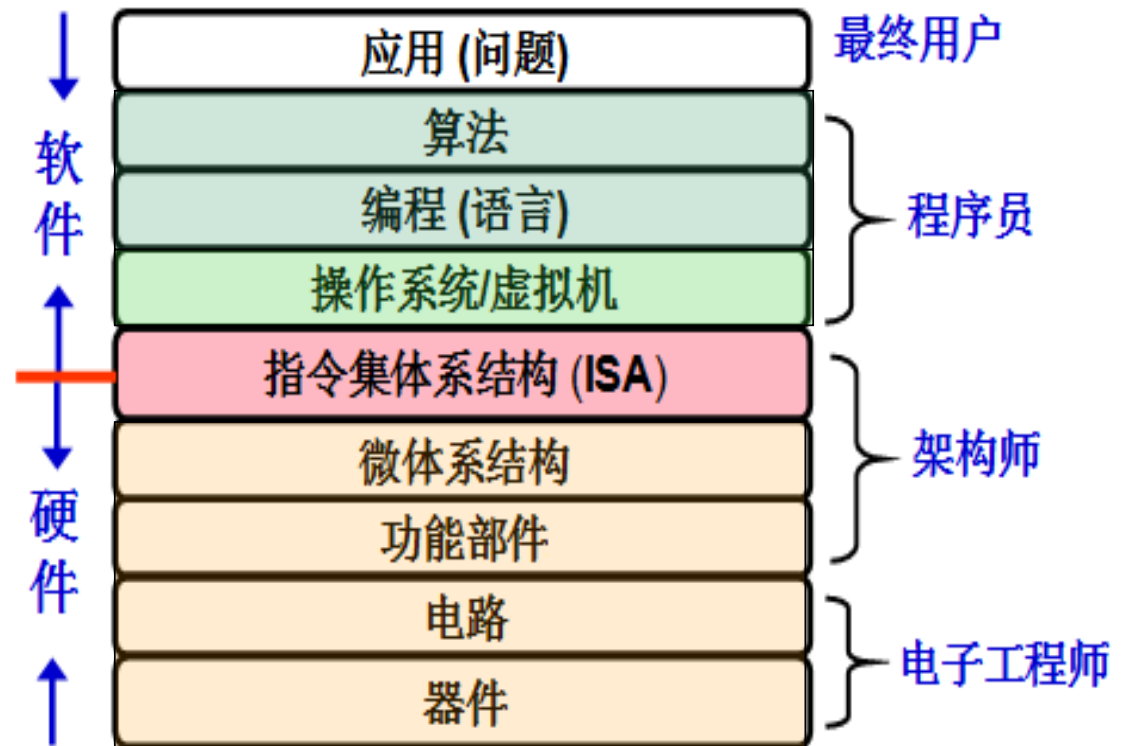 应用 (问题)
最终用户
算法
编程 (语言)
操作系统/虚拟机
程序员
软件
指令集体系结构 (ISA)
微体系结构
功能部件
架构师
硬件
电路
器件
电子工程师